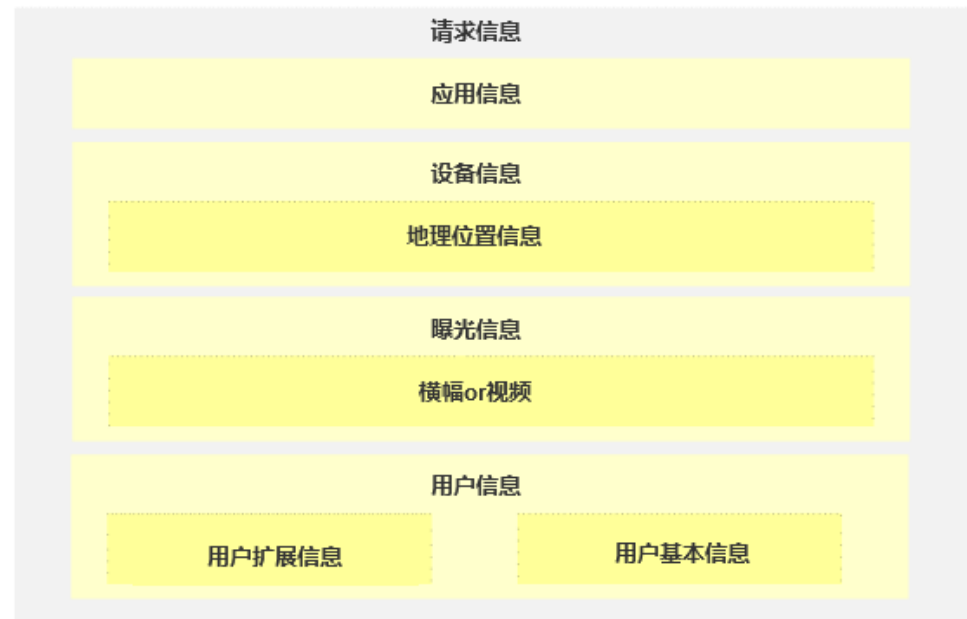 请求信息
应用信息
设备信息
地理位置信息
曝光信息
横幅or视频
用户信息
用户扩展信息
用户基本信息